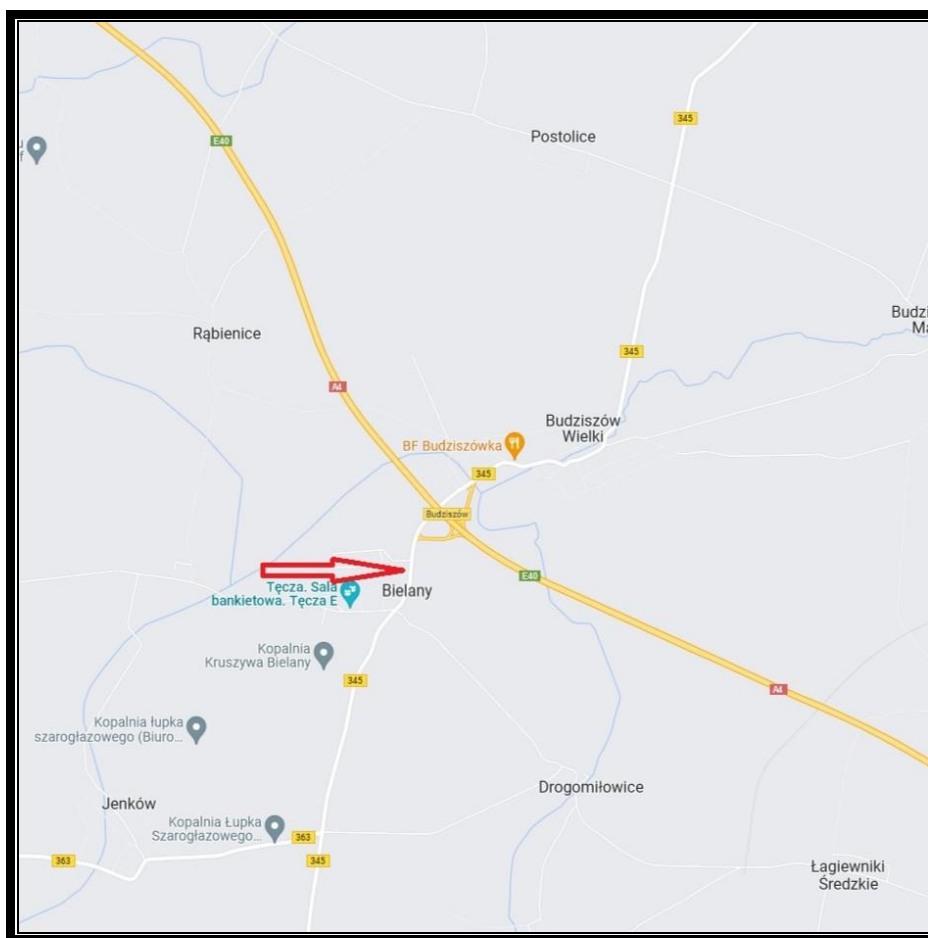 345
Postolice
E40
Budzi
Ma
Rąbienice
345
A4
Budziszów
Wielki
BF Budziszówka
345
Budziszów
E40
Tęcza. Sala
bankietowa. Tęcza E
Bielany
Kopalnia
Kruszywa Bielany
345
A4
Kopalnia łupka
szarogłazowego (Biuro...
Drogomiłowice
Jenków
Kopalnia Łupka
Szarogłazowego...
363
363
345
Łagiewniki
Średzkie